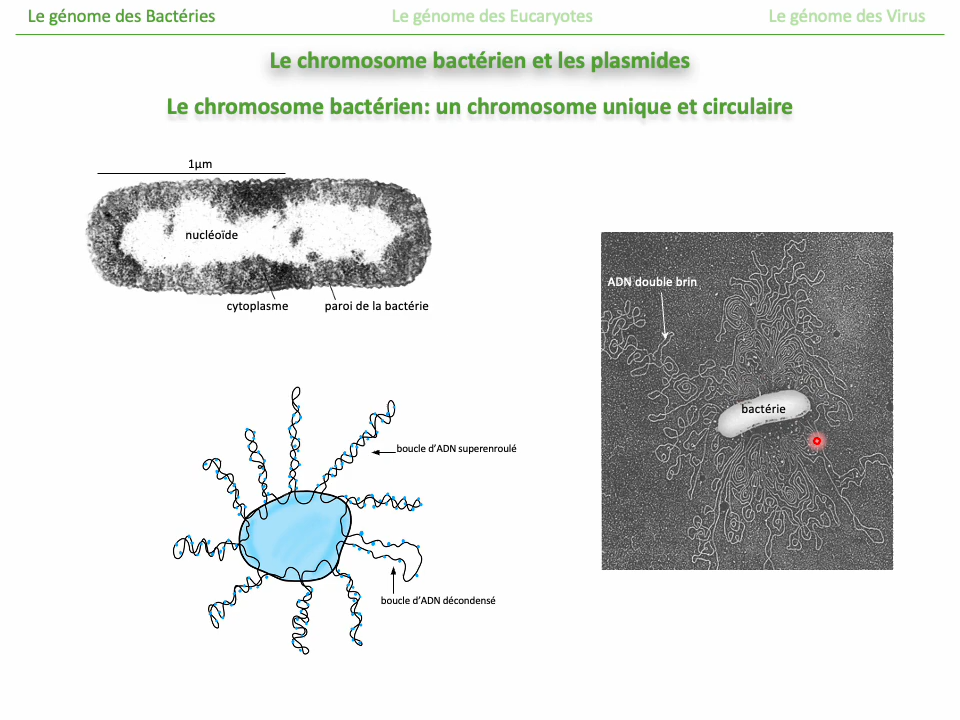 Le génome des Bactéries
Le génome des Eucaryotes
Le génome des Virus
Le chromosome bactérien et les plasmides
Le chromosome bactérien: un chromosome unique et circulaire
1µm
nucléoïde
cytoplasme
paroi de la bactérie
ADN double brin
bactérie
boucle d’ADN superenroulé
boucle d’ADN décondensé